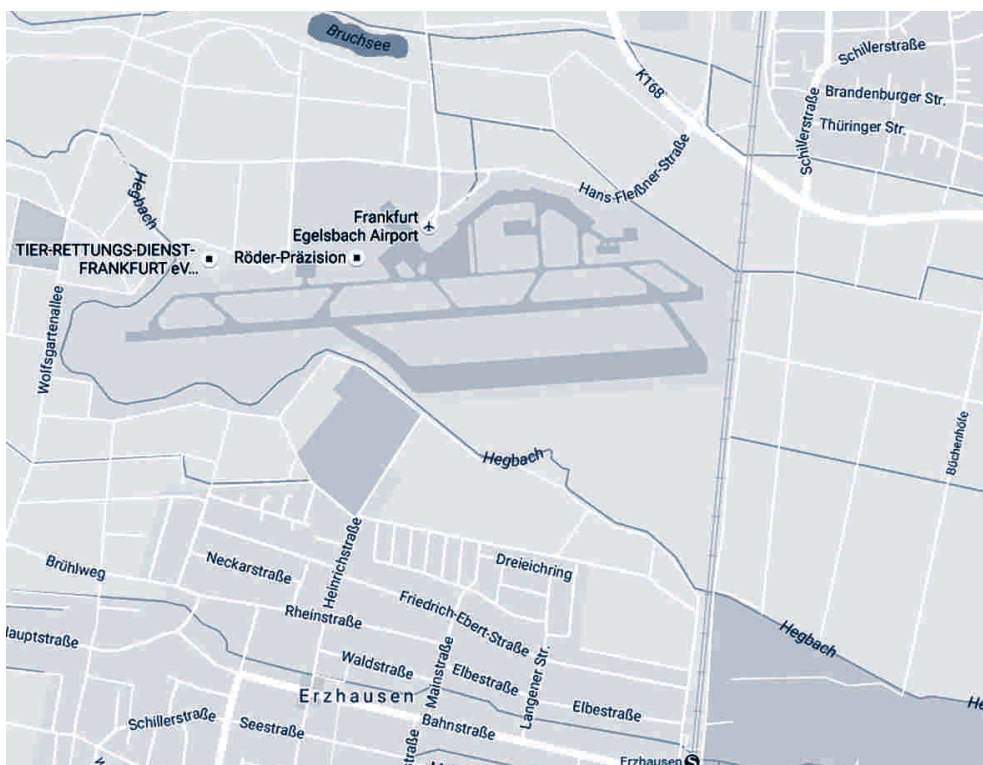 Bruchsee
Schillerstraße
K168
Brandenburger Str.
Thüringer Str.
Schillerstraße
Hans-Fleßner-Straße
Hegbach
Frankfurt
Egelsbach Airport
TIER-RETTUNGS-DIENST-
FRANKFURT eV...
Röder-Präzision
Wolfsgartenallee
Büchenhöfe
Hegbach
Dreieichring
Heinrichstraße
Neckarstraße
Brühlweg
Friedrich-Ebert-Straße
Rheinstraße
Hegbach
Hauptstraße
Waldstraße
Mainstraße
Elbestraße
Langener Str.
Erzhausen
Elbestraße
He
Schillerstraße
Seestraße
Bahnstraße
straße
Erzhausen S